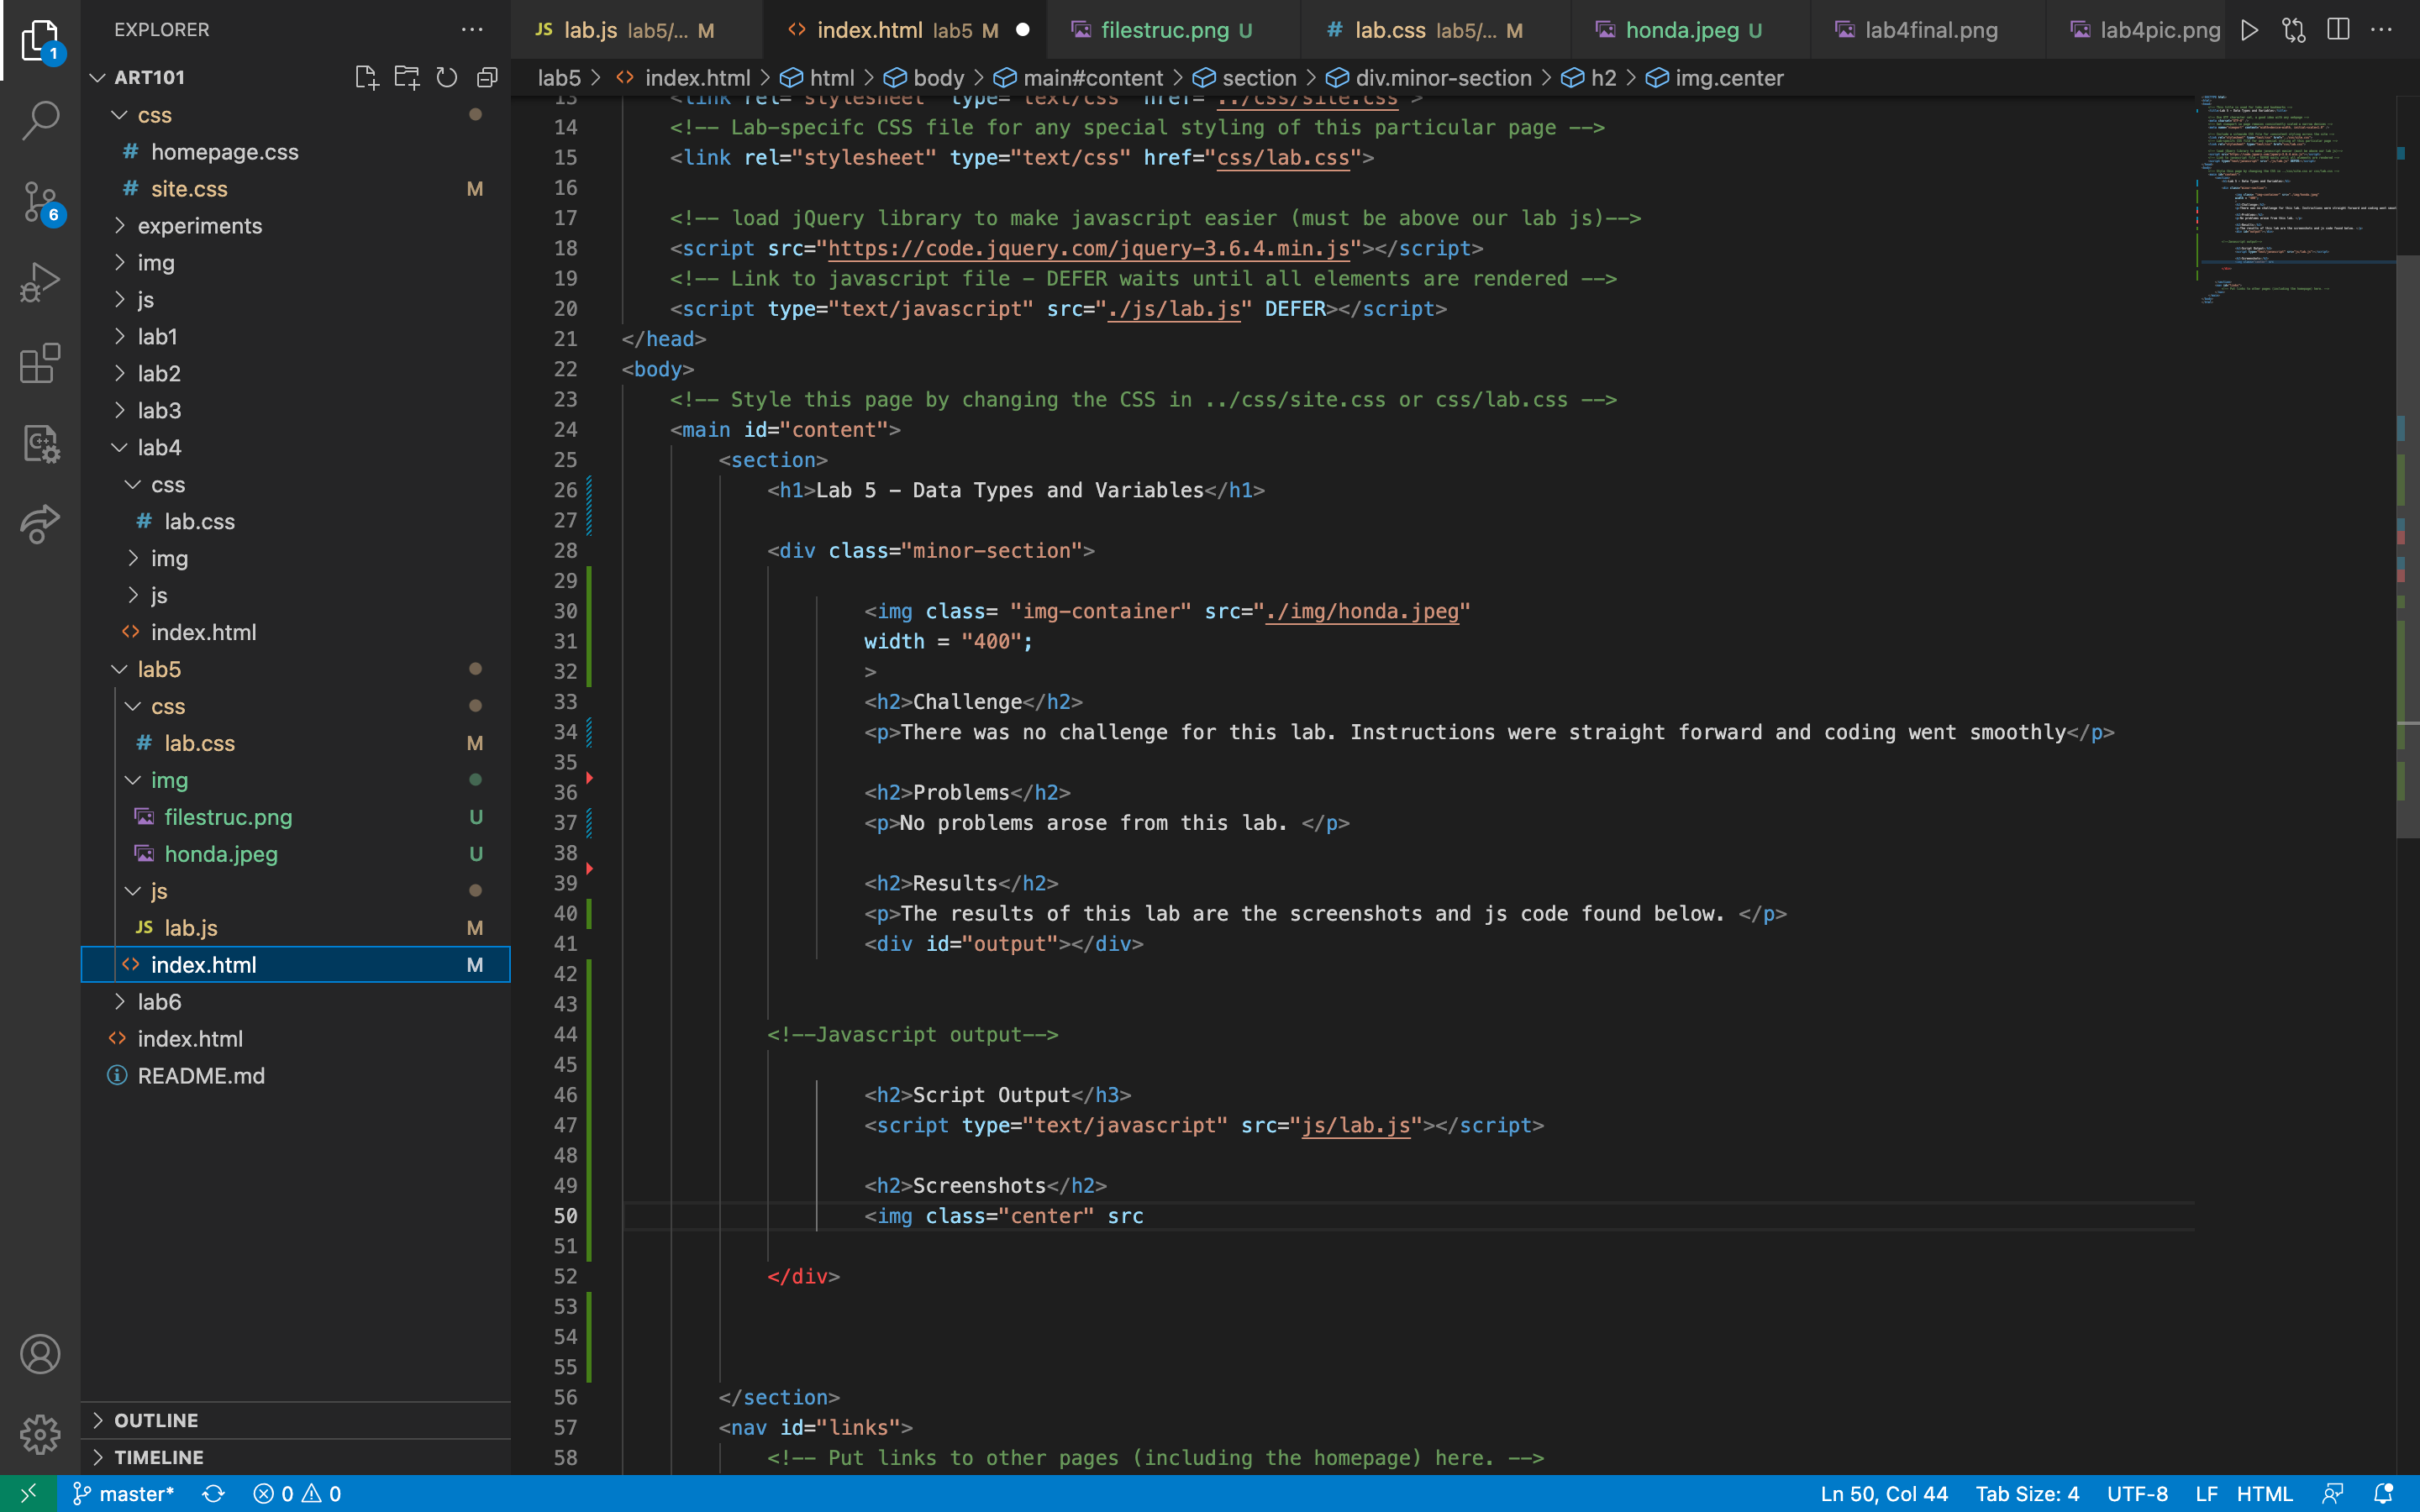 EXPLORER
ART101
css
# homepage.css
# site.css M
experiments
img
js
lab1
lab2
lab3
lab4
css
# lab.css
img
js
<> index.html
lab5
css
# lab.css M
img
filestruc.png U
honda.jpeg U
js
JS lab.js M
<> index.html M
lab6
<> index.html
README.md
OUTLINE
TIMELINE
1
6
JS lab.js lab5/... M
<> index.html lab5 M
filestruc.png U
# lab.css lab5/... M
honda.jpeg U
lab4final.png
lab4pic.png
lab5 > <> index.html > html > body > main#content > section > div.minor-section > h2 > img.center
13 <link rel="stylesheet" type="text/css" href="../css/site.css">
14 <!-- Lab-specifc CSS file for any special styling of this particular page -->
15 <link rel="stylesheet" type="text/css" href="css/lab.css">
16
17 <!-- load jQuery library to make javascript easier (must be above our lab js)-->
18 <script src="https://code.jquery.com/jquery-3.6.4.min.js"></script>
19 <!-- Link to javascript file - DEFER waits until all elements are rendered -->
20 <script type="text/javascript" src="./js/lab.js" DEFER></script>
21 </head>
22 <body>
23 <!-- Style this page by changing the CSS in ../css/site.css or css/lab.css -->
24 <main id="content">
25 <section>
26 <h1>Lab 5 - Data Types and Variables</h1>
27
28 <div class="minor-section">
29
30 <img class= "img-container" src="./img/honda.jpeg"
31 width = "400";
32 >
33 <h2>Challenge</h2>
34 <p>There was no challenge for this lab. Instructions were straight forward and coding went smoothly</p>
35
36 <h2>Problems</h2>
37 <p>No problems arose from this lab. </p>
38
39 <h2>Results</h2>
40 <p>The results of this lab are the screenshots and js code found below. </p>
41 <div id="output"></div>
42
43
44 <!--Javascript output-->
45
46 <h2>Script Output</h3>
47 <script type="text/javascript" src="js/lab.js"></script>
48
49 <h2>Screenshots</h2>
50 <img class="center" src
51
52 </div>
53
54
55
56 </section>
57 <nav id="links">
58 <!-- Put links to other pages (including the homepage) here. -->
master* 0 0 Ln 50, Col 44 Tab Size: 4 UTF-8 LF HTML